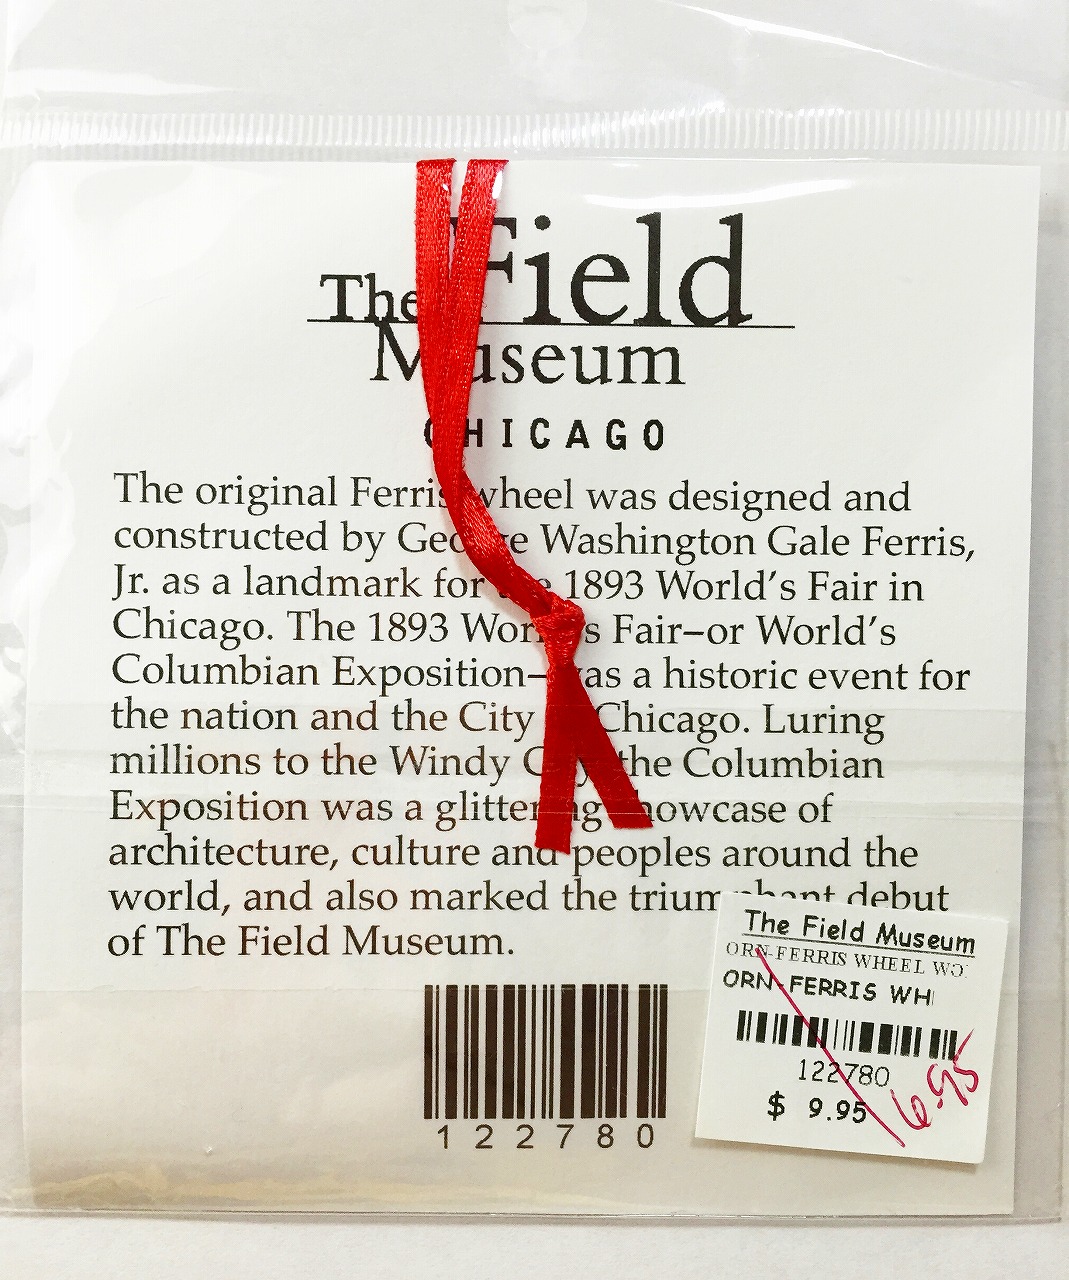 The Field
Museum
CHICAGO
The original Ferris wheel was designed and
constructed by George Washington Gale Ferris,
Jr. as a landmark for the 1893 World's Fair in
Chicago. The 1893 World's Fair–or World's
Columbian Exposition–was a historic event for
the nation and the City of Chicago. Luring
millions to the Windy City, the Columbian
Exposition was a glittering showcase of
architecture, culture and peoples around the
world, and also marked the triumphant debut
of The Field Museum.
122780
The Field Museum
ORN-FERRIS WHEEL WO
ORN-FERRIS WH
122780
$ 9.95
6.95